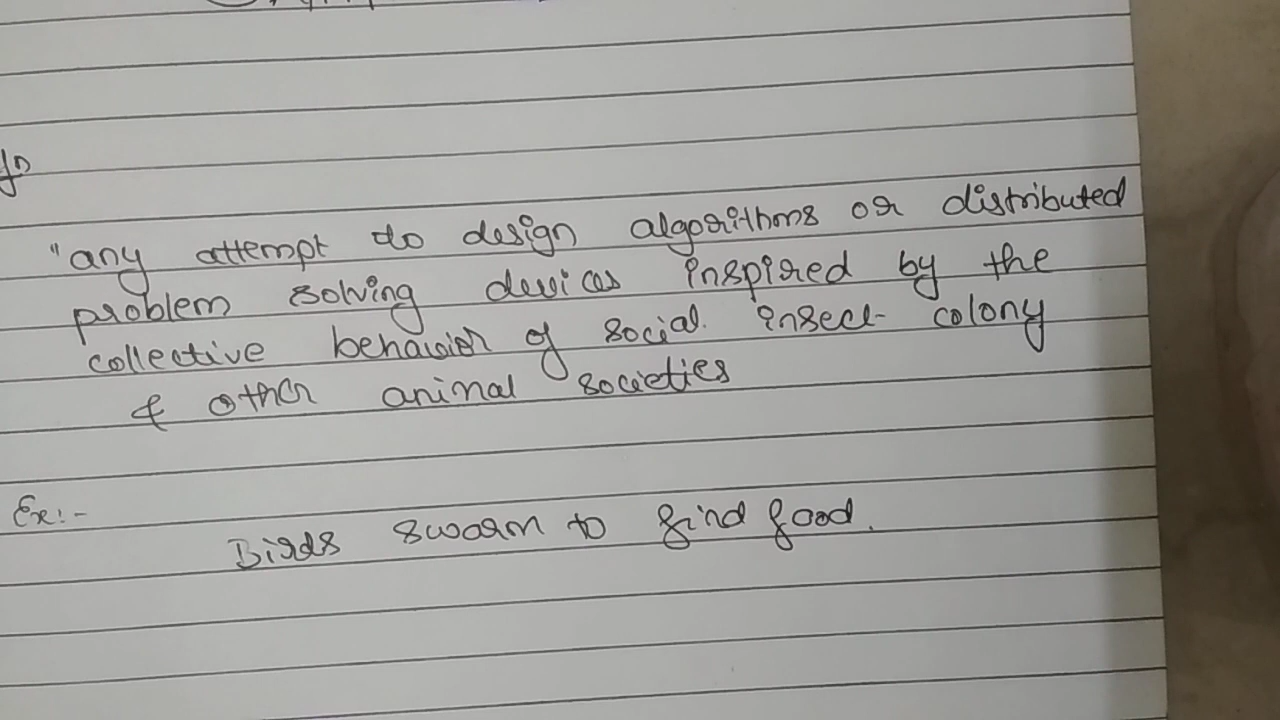 "any attempt to design algorithms or distributed
problem solving devices inspired by the
collective behavior of social insect colony
& other animal societies
Ex:-
Birds swarm to find food.